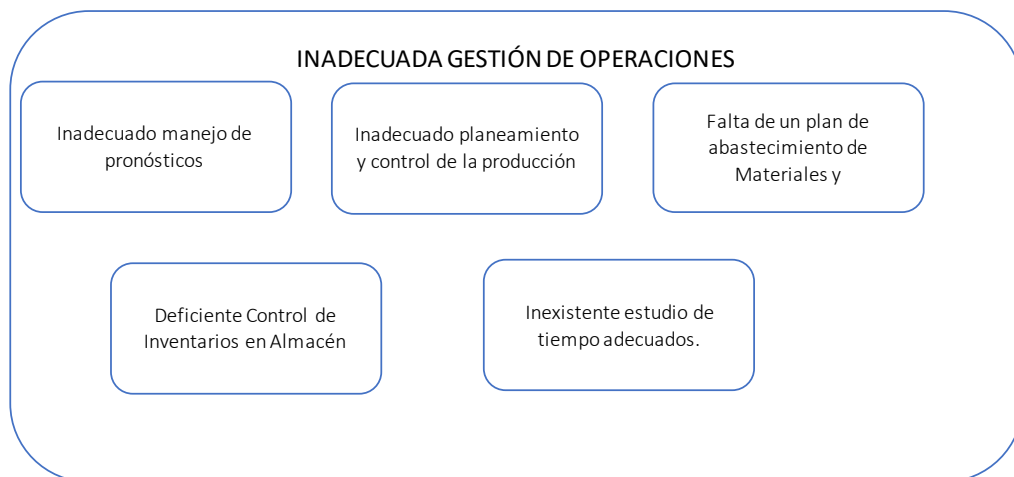 INADECUADA GESTIÓN DE OPERACIONES
Inadecuado manejo de
pronósticos
Inadecuado planeamiento
y control de la producción
Falta de un plan de
abastecimiento de
Materiales y
Deficiente Control de
Inventarios en Almacén
Inexistente estudio de
tiempo adecuados.